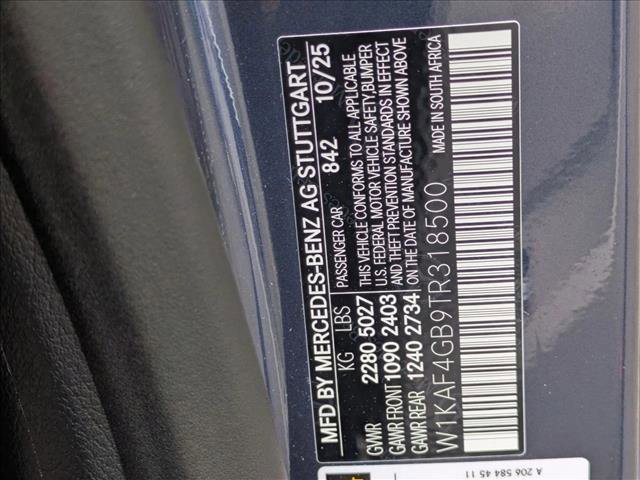 MFD BY MERCEDES-BENZ AG STUTTGART
842 10/25
KG LBS PASSENGER CAR
GVWR 2280 5027
GAWR FRONT 1090 2403
GAWR REAR 1240 2734
THIS VEHICLE CONFORMS TO ALL APPLICABLE
U.S. FEDERAL MOTOR VEHICLE SAFETY, BUMPER
AND THEFT PREVENTION STANDARDS IN EFFECT
ON THE DATE OF MANUFACTURE SHOWN ABOVE
W1KAF4GB9TR318500
MADE IN SOUTH AFRICA
A 206 584 45 11